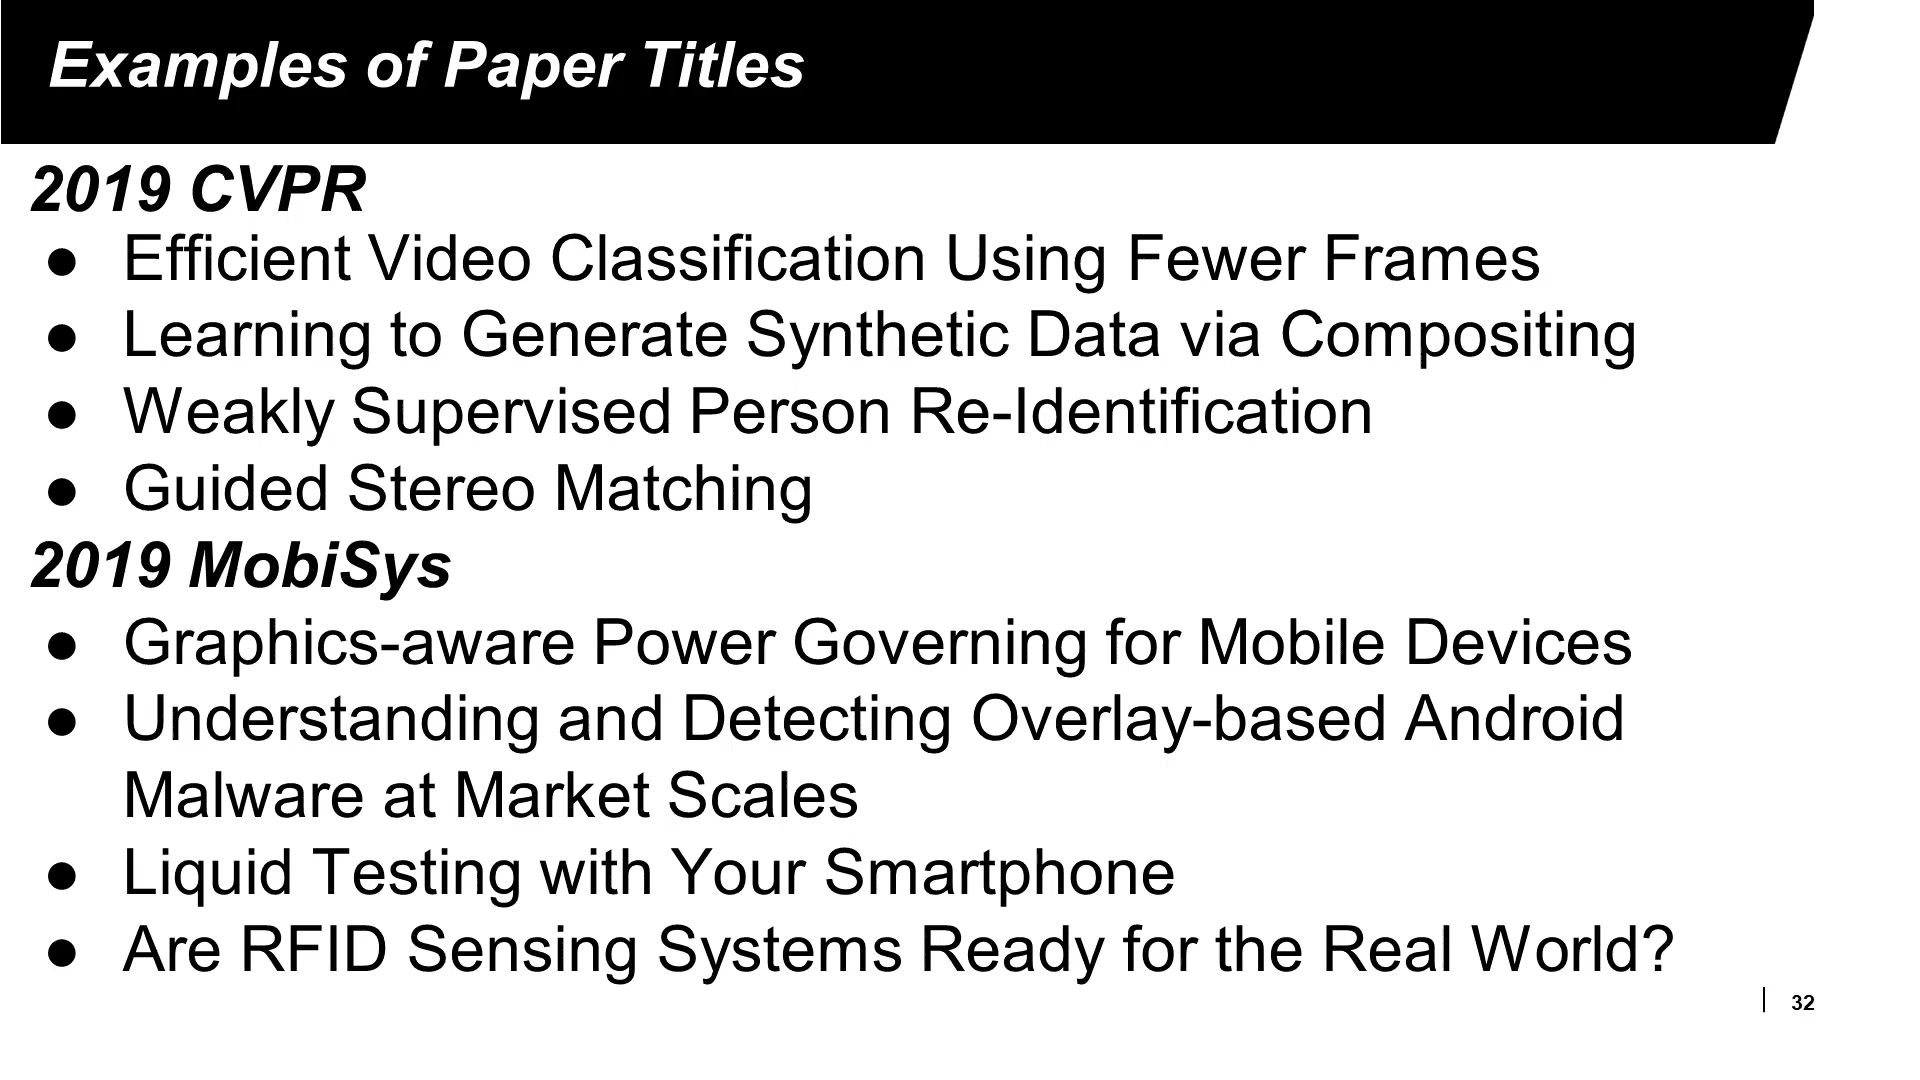 Examples of Paper Titles
2019 CVPR
● Efficient Video Classification Using Fewer Frames
● Learning to Generate Synthetic Data via Compositing
● Weakly Supervised Person Re-Identification
● Guided Stereo Matching
2019 MobiSys
● Graphics-aware Power Governing for Mobile Devices
● Understanding and Detecting Overlay-based Android
Malware at Market Scales
● Liquid Testing with Your Smartphone
● Are RFID Sensing Systems Ready for the Real World?
32